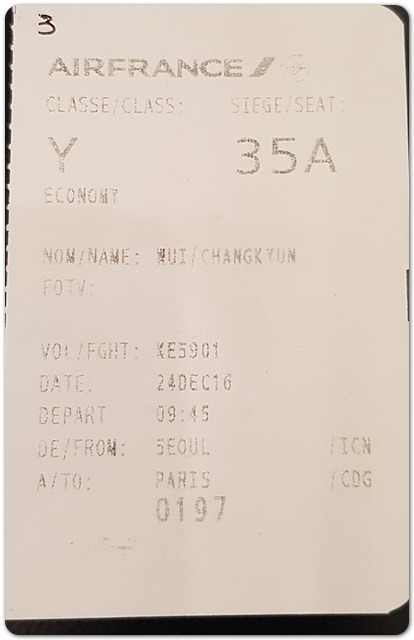 3
AIRFRANCE
CLASSE/CLASS: SIEGE/SEAT:
Y 35A
ECONOMY
NOM/NAME: WUI/CHANGKYUN
FQTV:
VOL/FGHT: KE5901
DATE: 24DEC16
DEPART 09:45
DE/FROM: SEOUL /ICN
A/TO: PARIS /CDG
0197